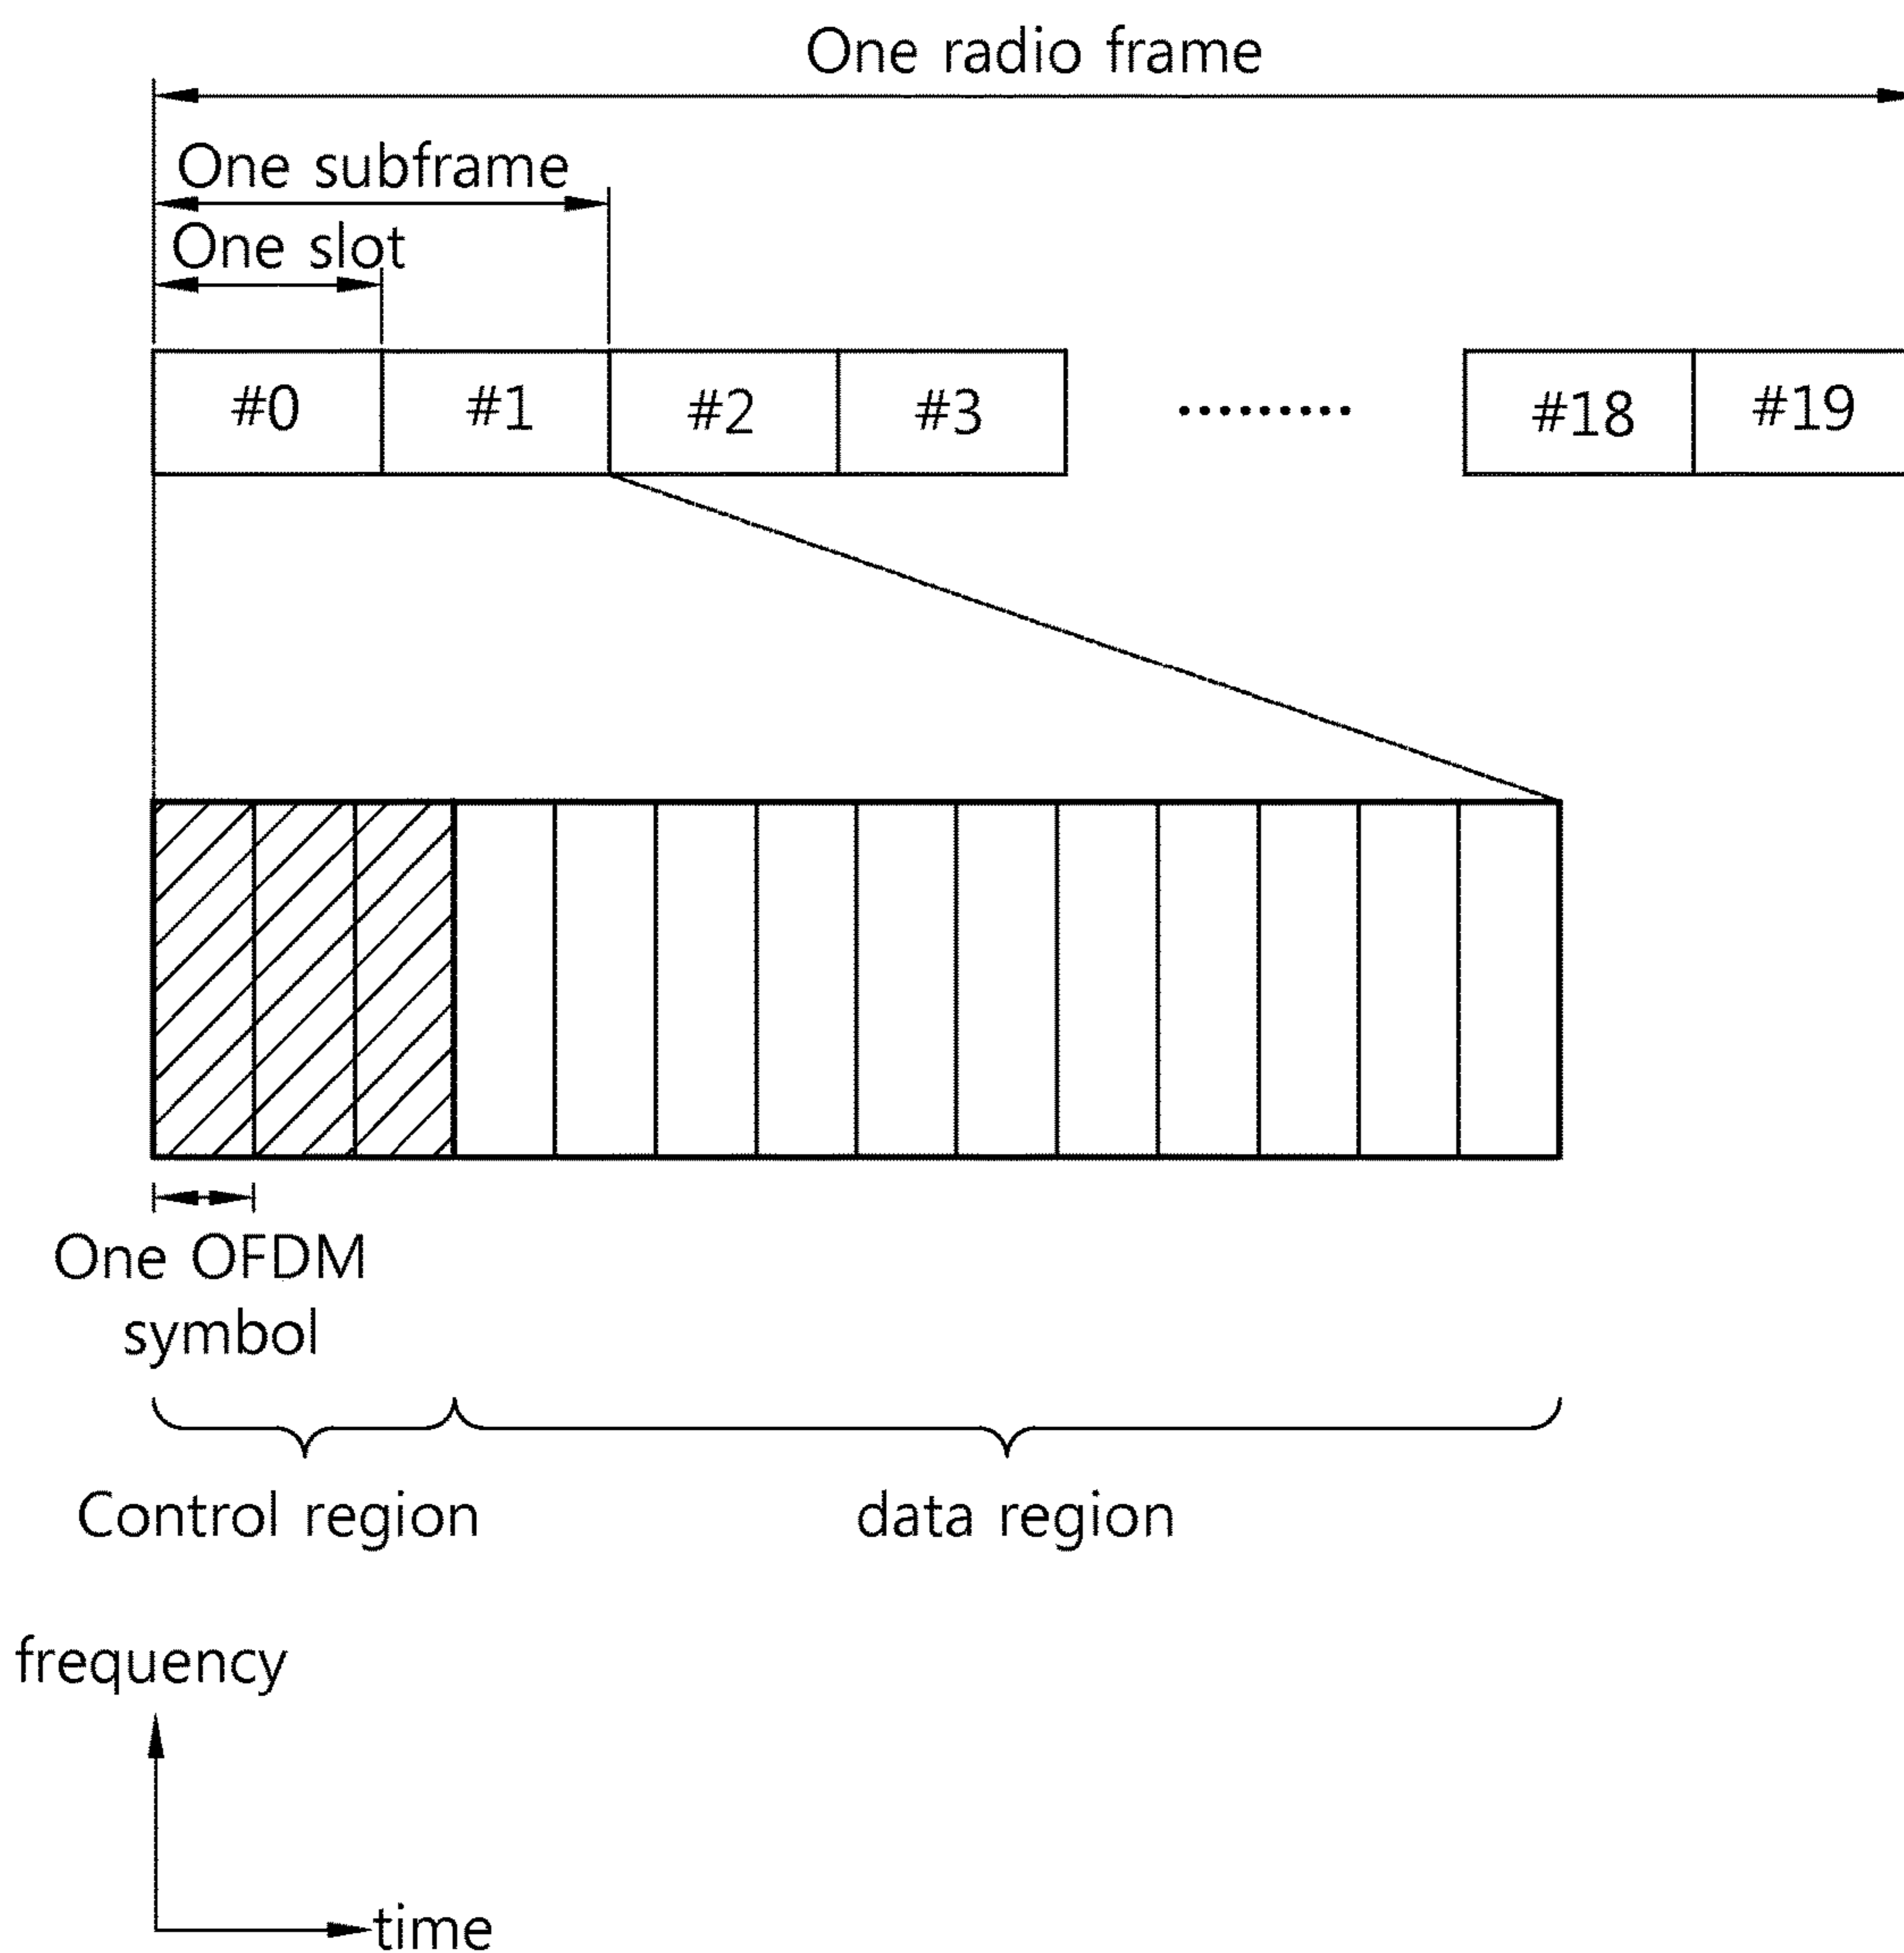 One radio frame
One subframe
One slot
#0 #1 #2 #3 ......... #18 #19
One OFDM
symbol
Control region data region
frequency
time